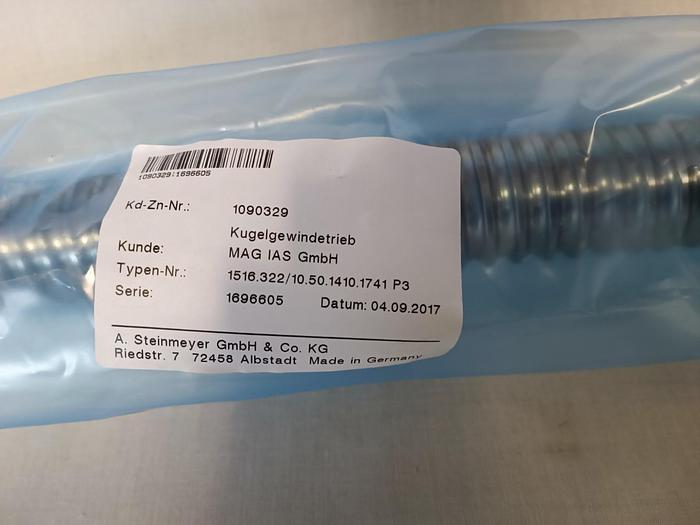 1090329:1696605
Kd-Zn-Nr.: 1090329
Kugelgewindetrieb
Kunde: MAG IAS GmbH
Typen-Nr.: 1516.322/10.50.1410.1741 P3
Serie: 1696605 Datum: 04.09.2017
A. Steinmeyer GmbH & Co. KG
Riedstr. 7 72458 Albstadt Made in Germany